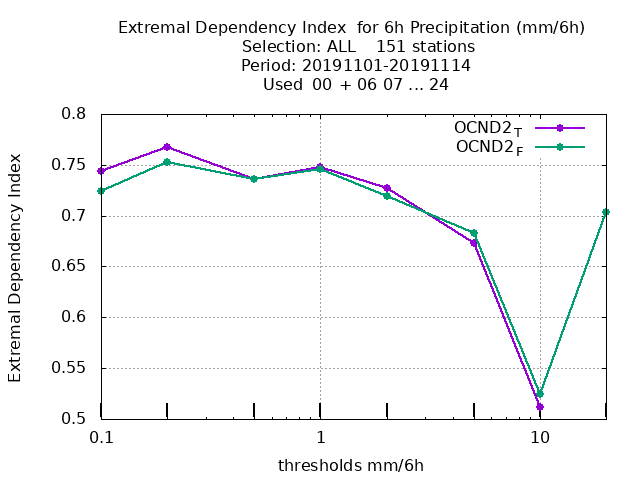 Extremal Dependency Index  for 6h Precipitation (mm/6h)
Selection: ALL    151 stations
Period: 20191101-20191114
Used  00 + 06 07 ... 24
OCND2T
OCND2F
0.8
0.75
0.7
0.65
0.6
0.55
0.5
Extremal Dependency Index
0.1
1
10
thresholds mm/6h